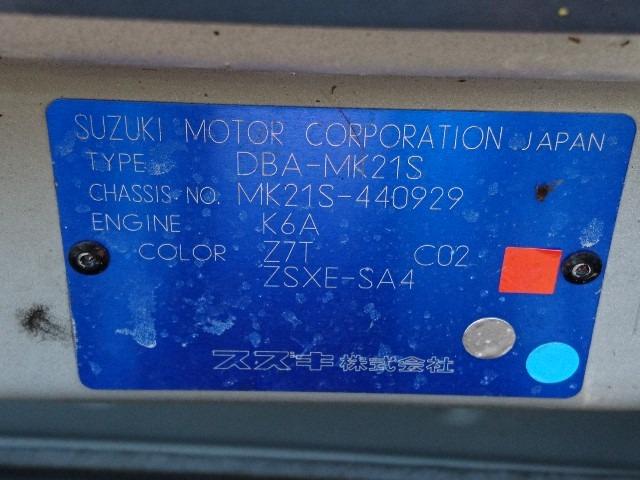 SUZUKI MOTOR CORPORATION JAPAN
TYPE DBA-MK21S
CHASSIS-NO. MK21S-440929
ENGINE K6A
COLOR Z7T C02
ZSXE-SA4
スズキ株式会社